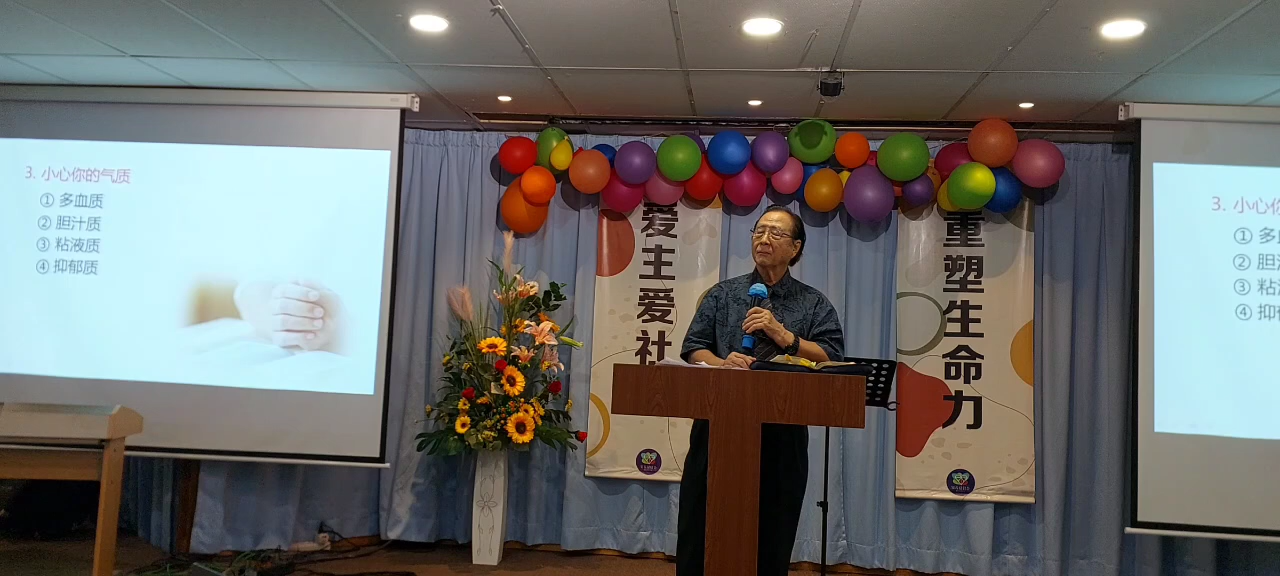 3. 小心你的气质
① 多血质
② 胆汁质
③ 粘液质
④ 抑郁质
爱主爱社
重塑生命力
3. 小心你
① 多
② 胆
③ 粘
④ 抑